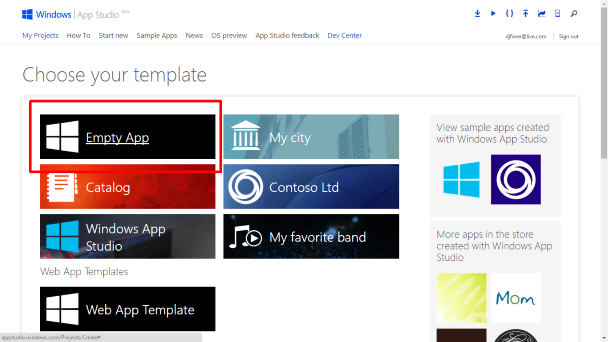 Windows | App Studio beta
My Projects How To Start new Sample Apps News OS preview App Studio feedback Dev Center
djfoxer@live.com Sign out
Choose your template
Empty App
My city
Catalog
Contoso Ltd
Windows App
Studio
My favorite band
Web App Templates
Web App Template
View sample apps created
with Windows App Studio
More apps in the store
created with Windows App
Studio
Mom
appstudio.windows.com/Projects/Create#